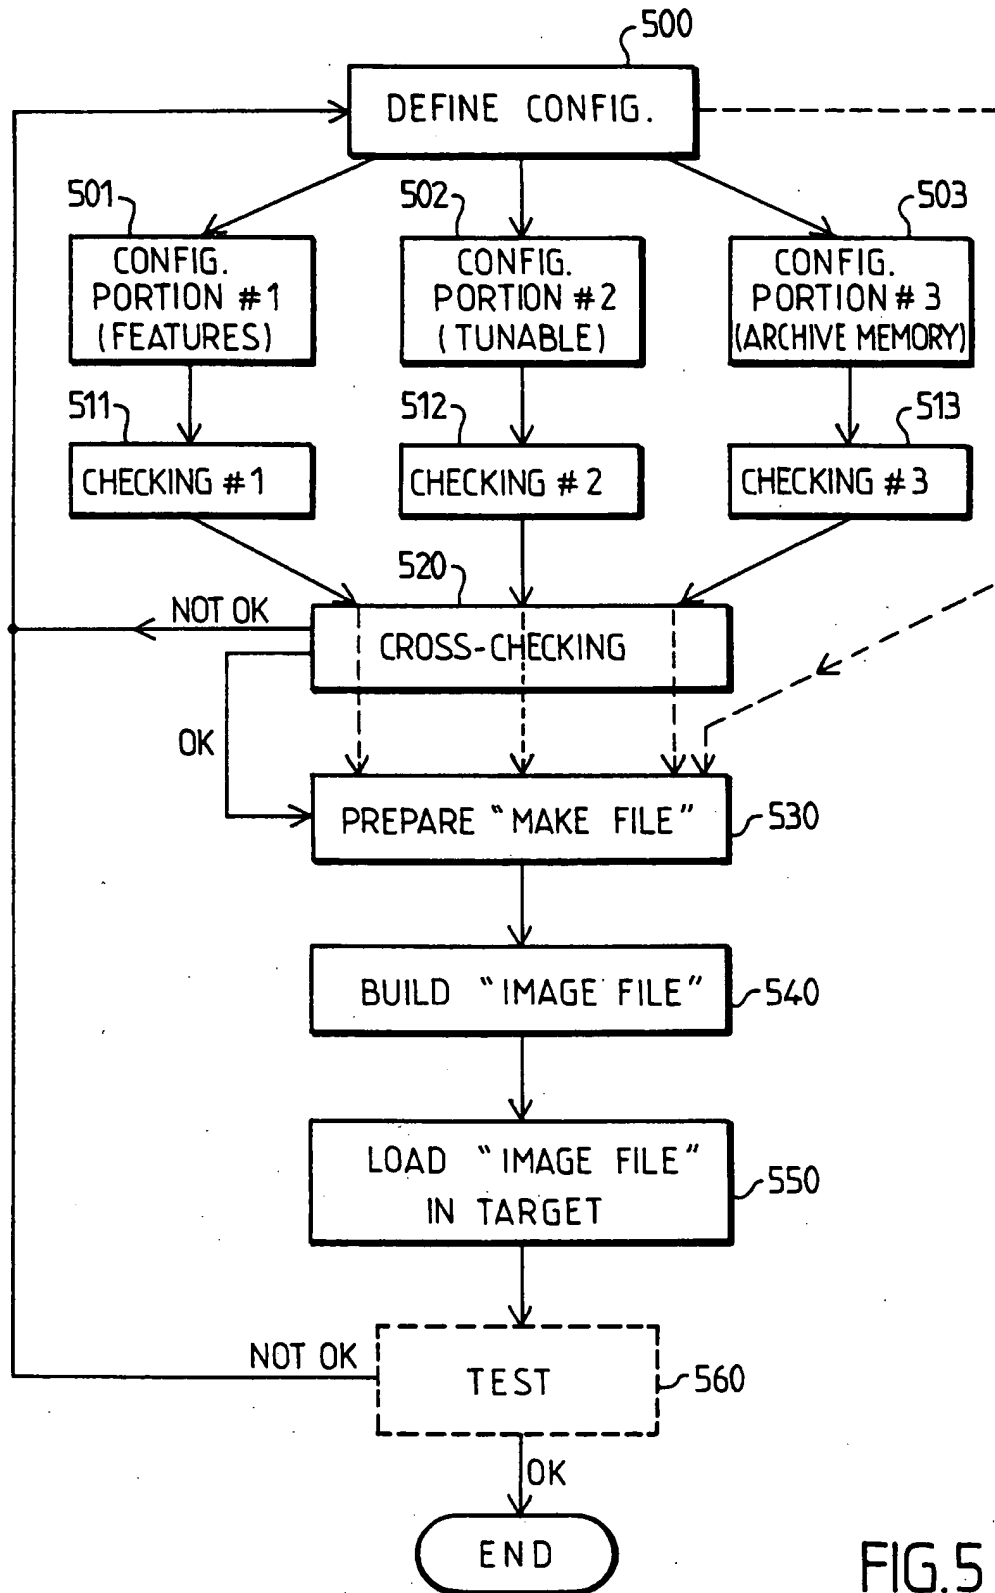 500
DEFINE CONFIG.
501
502
503
CONFIG.
PORTION #1
(FEATURES)
CONFIG.
PORTION #2
(TUNABLE)
CONFIG.
PORTION #3
(ARCHIVE MEMORY)
511
512
513
CHECKING #1
CHECKING #2
CHECKING #3
520
NOT OK
CROSS-CHECKING
OK
PREPARE "MAKE FILE"
530
BUILD "IMAGE FILE"
540
LOAD "IMAGE FILE"
IN TARGET
550
NOT OK
TEST
560
OK
END
FIG.5